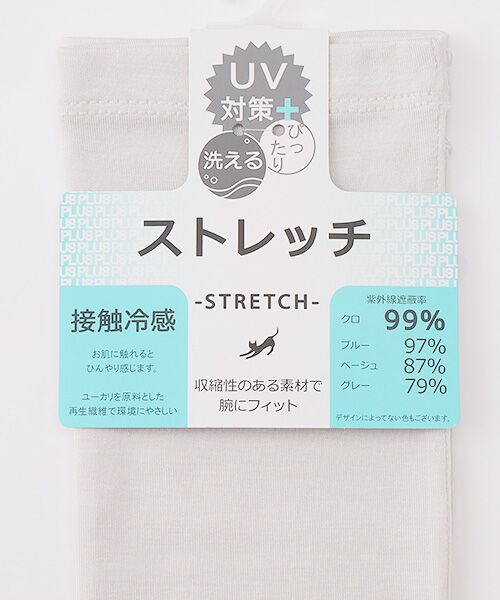 UV
対策+
ぴったり
洗える
PLUS PLUS PLUS
ストレッチ
-STRETCH-
接触冷感
お肌に触れると
ひんやり感じます。
ユーカリを原料とした
再生繊維で環境にやさしい
収縮性のある素材で
腕にフィット
紫外線遮蔽率
クロ 99%
ブルー 97%
ベージュ 87%
グレー 79%
デザインによってない色もございます。